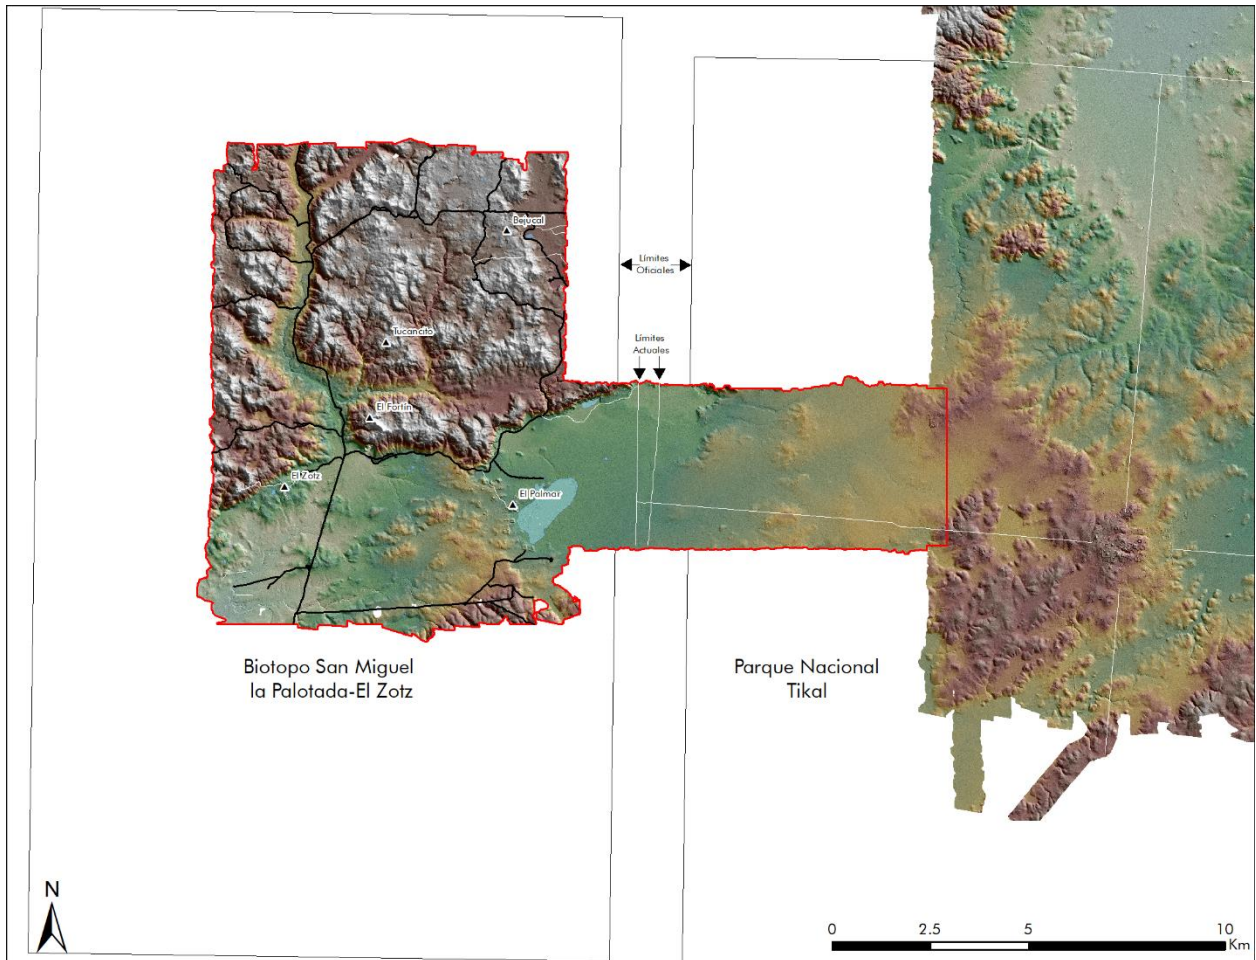 Bejucal
Límites
Oficiales
Tucancito
Límites
Actuales
El Fortín
El Zotz
El Palmar
Biotopo San Miguel
la Palotada-El Zotz
Parque Nacional
Tikal
N
0 2.5 5 10
Km